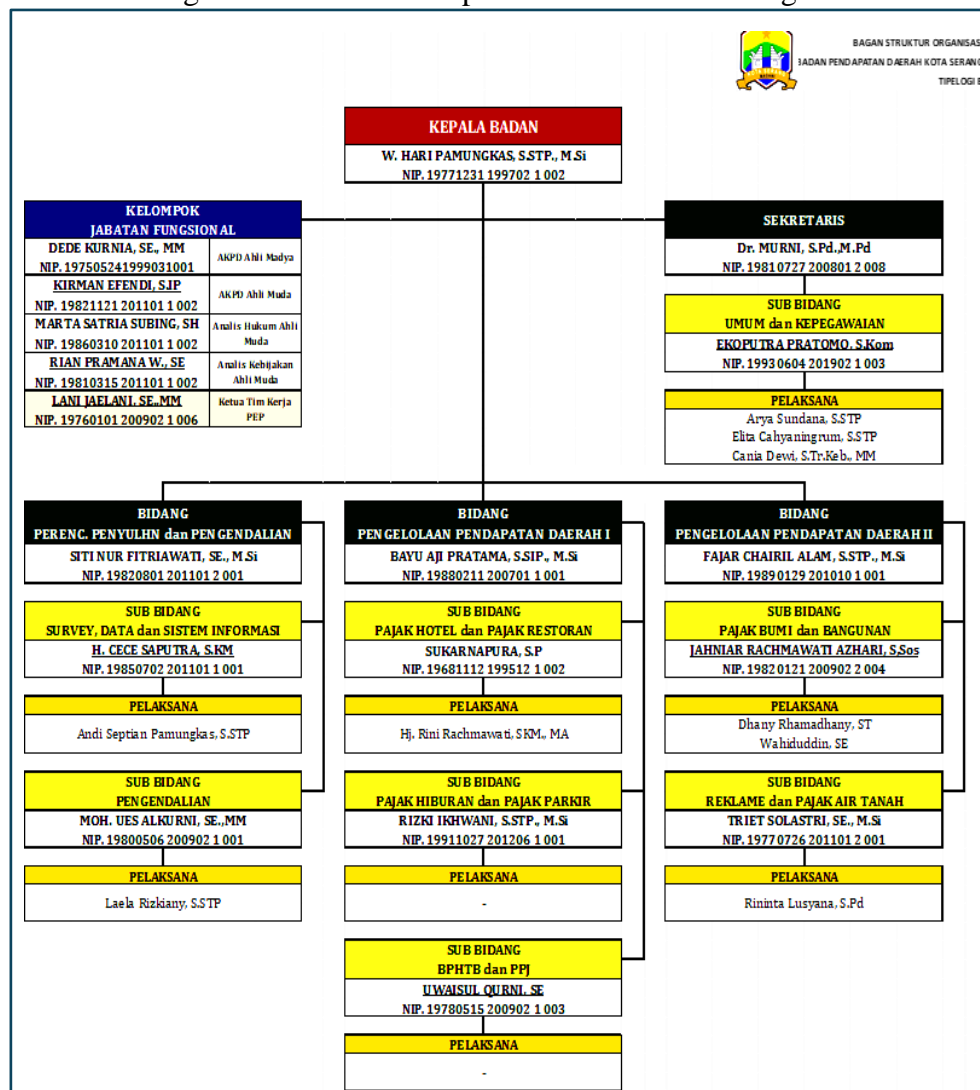 BAGAN STRUKTUR ORGANISAS
BADAN PENDAPATAN DAERAH KOTA SERANG
TIPELOGI B
KEPALA BADAN
W. HARI PAMUNGKAS, S.STP., M.Si
NIP. 19771231 199702 1 002
KELOMPOK
JABATAN FUNGSIONAL
DEDE KURNIA, SE., MM
NIP. 197505241999031001
AKPD Ahli Madya
KIRMAN EFENDI, S.IP
NIP. 19821121 201101 1 002
AKPD Ahli Muda
MARTA SATRIA SUBING, SH
NIP. 19860310 201101 1 002
Analis Hukum Ahli
Muda
RIAN PRAMANA W., SE
NIP. 19810315 201101 1 002
Analis Kebijakan
Ahli Muda
LANI JAELANI, SE.,MM
NIP. 19760101 200902 1 006
Ketua Tim Kerja
PEP
SEKRETARIS
Dr. MURNI, S.Pd.,M.Pd
NIP. 19810727 200801 2 008
SUB BIDANG
UMUM dan KEPEGAWAIAN
EKOPUTRA PRATOMO, S.Kom
NIP. 19930604 201902 1 003
PELAKSANA
Arya Sundana, S.STP
Elita Cahyaningrum, S.STP
Cania Dewi, S.Tr.Keb., MM
BIDANG
PERENC. PENYULHN dan PENGENDALIAN
SITI NUR FITRIAWATI, SE., M.Si
NIP. 19820801 201101 2 001
SUB BIDANG
SURVEY, DATA dan SISTEM INFORMASI
H. CECE SAPUTRA, S.KM
NIP. 19850702 201101 1 001
PELAKSANA
Andi Septian Pamungkas, S.STP
SUB BIDANG
PENGENDALIAN
MOH. UES ALKURNI, SE.,MM
NIP. 19800506 200902 1 001
PELAKSANA
Laela Rizkiany, S.STP
BIDANG
PENGELOLAAN PENDAPATAN DAERAH I
BAYU AJI PRATAMA, S.SIP., M.Si
NIP. 19880211 200701 1 001
SUB BIDANG
PAJAK HOTEL dan PAJAK RESTORAN
SUKARNAPURA, S.P
NIP. 19681112 199512 1 002
PELAKSANA
Hj. Rini Rachmawati, SKM., MA
SUB BIDANG
PAJAK HIBURAN dan PAJAK PARKIR
RIZKI IKHWANI, S.STP., M.Si
NIP. 19911027 201206 1 001
PELAKSANA
-
SUB BIDANG
BPHTB dan PPJ
UWAISUL QURNI, SE
NIP. 19780515 200902 1 003
PELAKSANA
-
BIDANG
PENGELOLAAN PENDAPATAN DAERAH II
FAJAR CHAIRIL ALAM, S.STP., M.Si
NIP. 19890129 201010 1 001
SUB BIDANG
PAJAK BUMI dan BANGUNAN
JAHNIAR RACHMAWATI AZHARI, S.Sos
NIP. 19820121 200902 2 004
PELAKSANA
Dhany Rhamadhany, ST
Wahiduddin, SE
SUB BIDANG
REKLAME dan PAJAK AIR TANAH
TRIET SOLASTRI, SE., M.Si
NIP. 19770726 201101 2 001
PELAKSANA
Rininta Lusyana, S.Pd